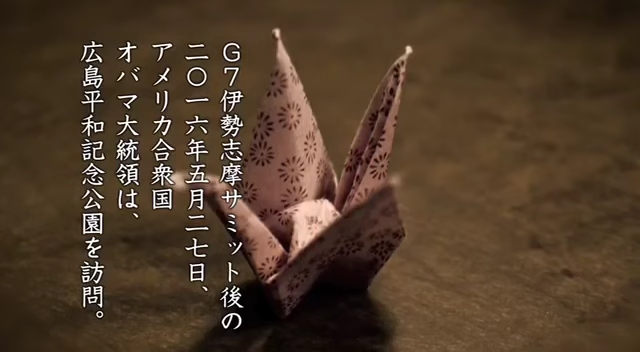 G7伊勢志摩サミット後の
二〇一六年五月二七日、
アメリカ合衆国
オバマ大統領は、
広島平和記念公園を訪問。